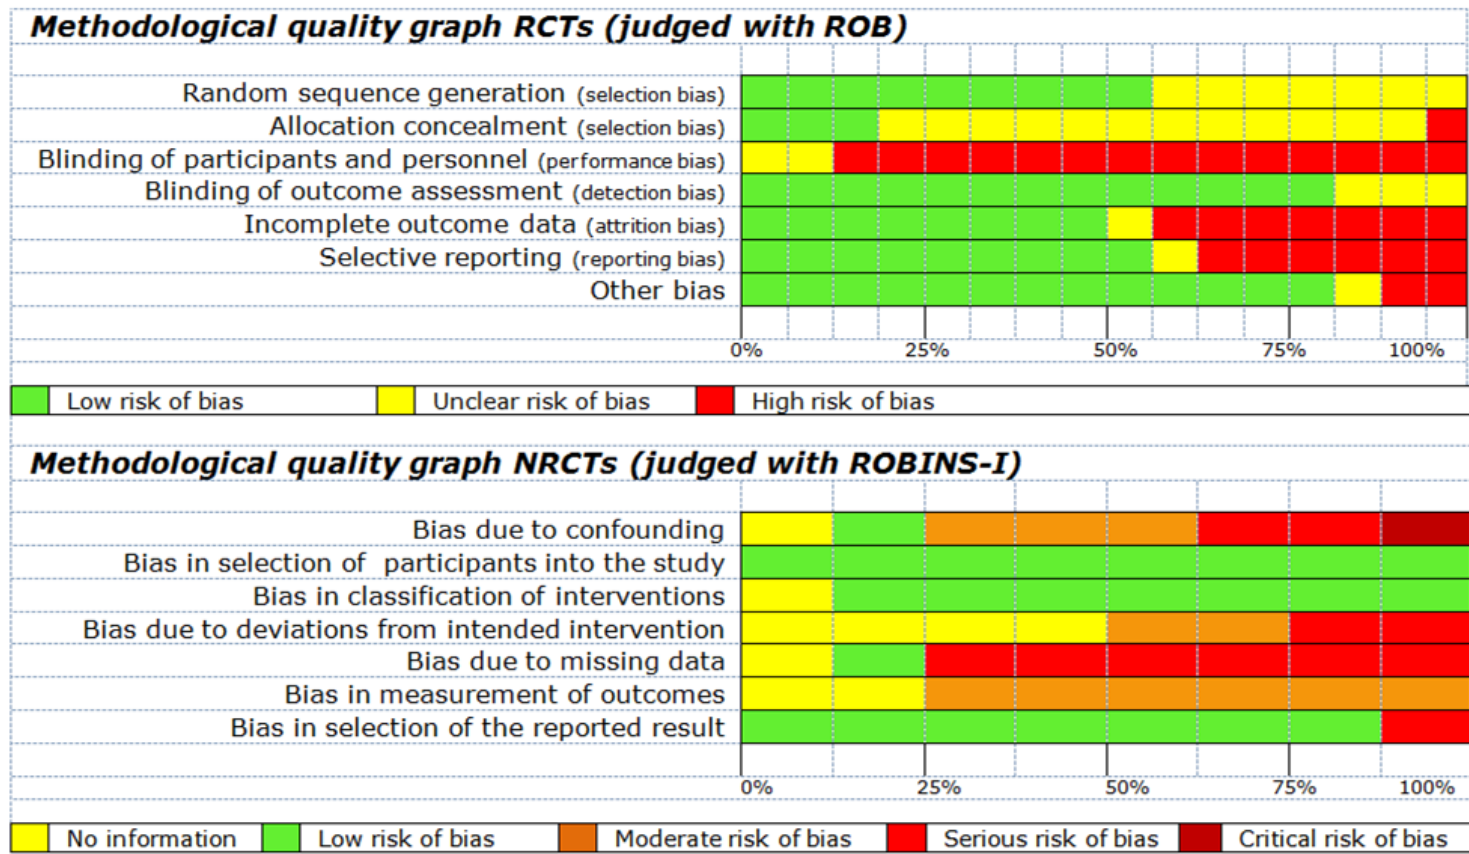 Methodological quality graph RCTs (judged with ROB)
Random sequence generation (selection bias)
Allocation concealment (selection bias)
Blinding of participants and personnel (performance bias)
Blinding of outcome assessment (detection bias)
Incomplete outcome data (attrition bias)
Selective reporting (reporting bias)
Other bias
0% 25% 50% 75% 100%
Low risk of bias Unclear risk of bias High risk of bias
Methodological quality graph NRCTs (judged with ROBINS-I)
Bias due to confounding
Bias in selection of participants into the study
Bias in classification of interventions
Bias due to deviations from intended intervention
Bias due to missing data
Bias in measurement of outcomes
Bias in selection of the reported result
0% 25% 50% 75% 100%
No information Low risk of bias Moderate risk of bias Serious risk of bias Critical risk of bias